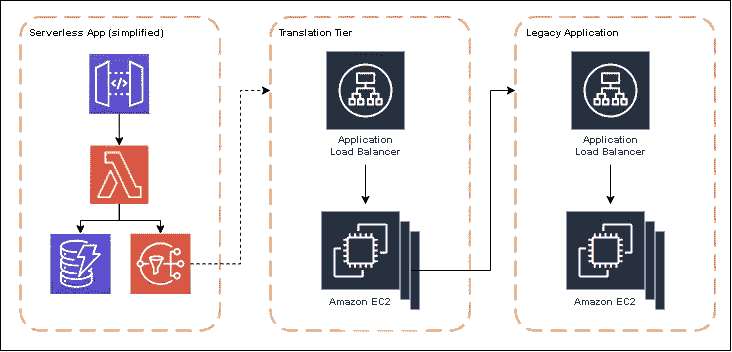 Serverless App (simplified)
Translation Tier
Legacy Application
Application
Load Balancer
Application
Load Balancer
Amazon EC2
Amazon EC2